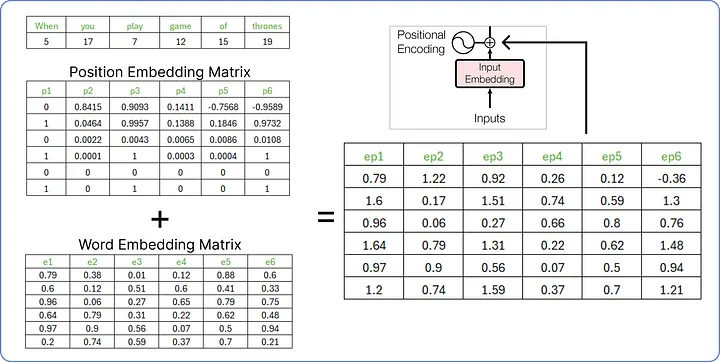 When you play game of thrones
5 17 7 12 15 19
Position Embedding Matrix
p1 p2 p3 p4 p5 p6
0 0.8415 0.9093 0.1411 -0.7568 -0.9589
1 0.0464 0.9957 0.1388 0.1846 0.9732
0 0.0022 0.0043 0.0065 0.0086 0.0108
1 0.0001 1 0.0003 0.0004 1
0 0 0 0 0 0
1 0 1 0 0 1
+
Word Embedding Matrix
e1 e2 e3 e4 e5 e6
0.79 0.38 0.01 0.12 0.88 0.6
0.6 0.12 0.51 0.6 0.41 0.33
0.96 0.06 0.27 0.65 0.79 0.75
0.64 0.79 0.31 0.22 0.62 0.48
0.97 0.9 0.56 0.07 0.5 0.94
0.2 0.74 0.59 0.37 0.7 0.21
=
Positional
Encoding
+
Input
Embedding
Inputs
ep1 ep2 ep3 ep4 ep5 ep6
0.79 1.22 0.92 0.26 0.12 -0.36
1.6 0.17 1.51 0.74 0.59 1.3
0.96 0.06 0.27 0.66 0.8 0.76
1.64 0.79 1.31 0.22 0.62 1.48
0.97 0.9 0.56 0.07 0.5 0.94
1.2 0.74 1.59 0.37 0.7 1.21